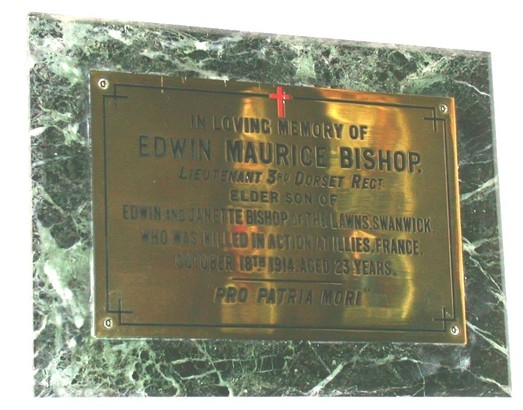 IN LOVING MEMORY OF
EDWIN MAURICE BISHOP.
LIEUTENANT 3RD DORSET REGT.
ELDER SON OF
EDWIN AND JANETTE BISHOP OF THE LAWNS, SWANWICK
WHO WAS KILLED IN ACTION AT ILLIES, FRANCE,
OCTOBER 18TH 1914, AGED 23 YEARS.
"PRO PATRIA MORI"